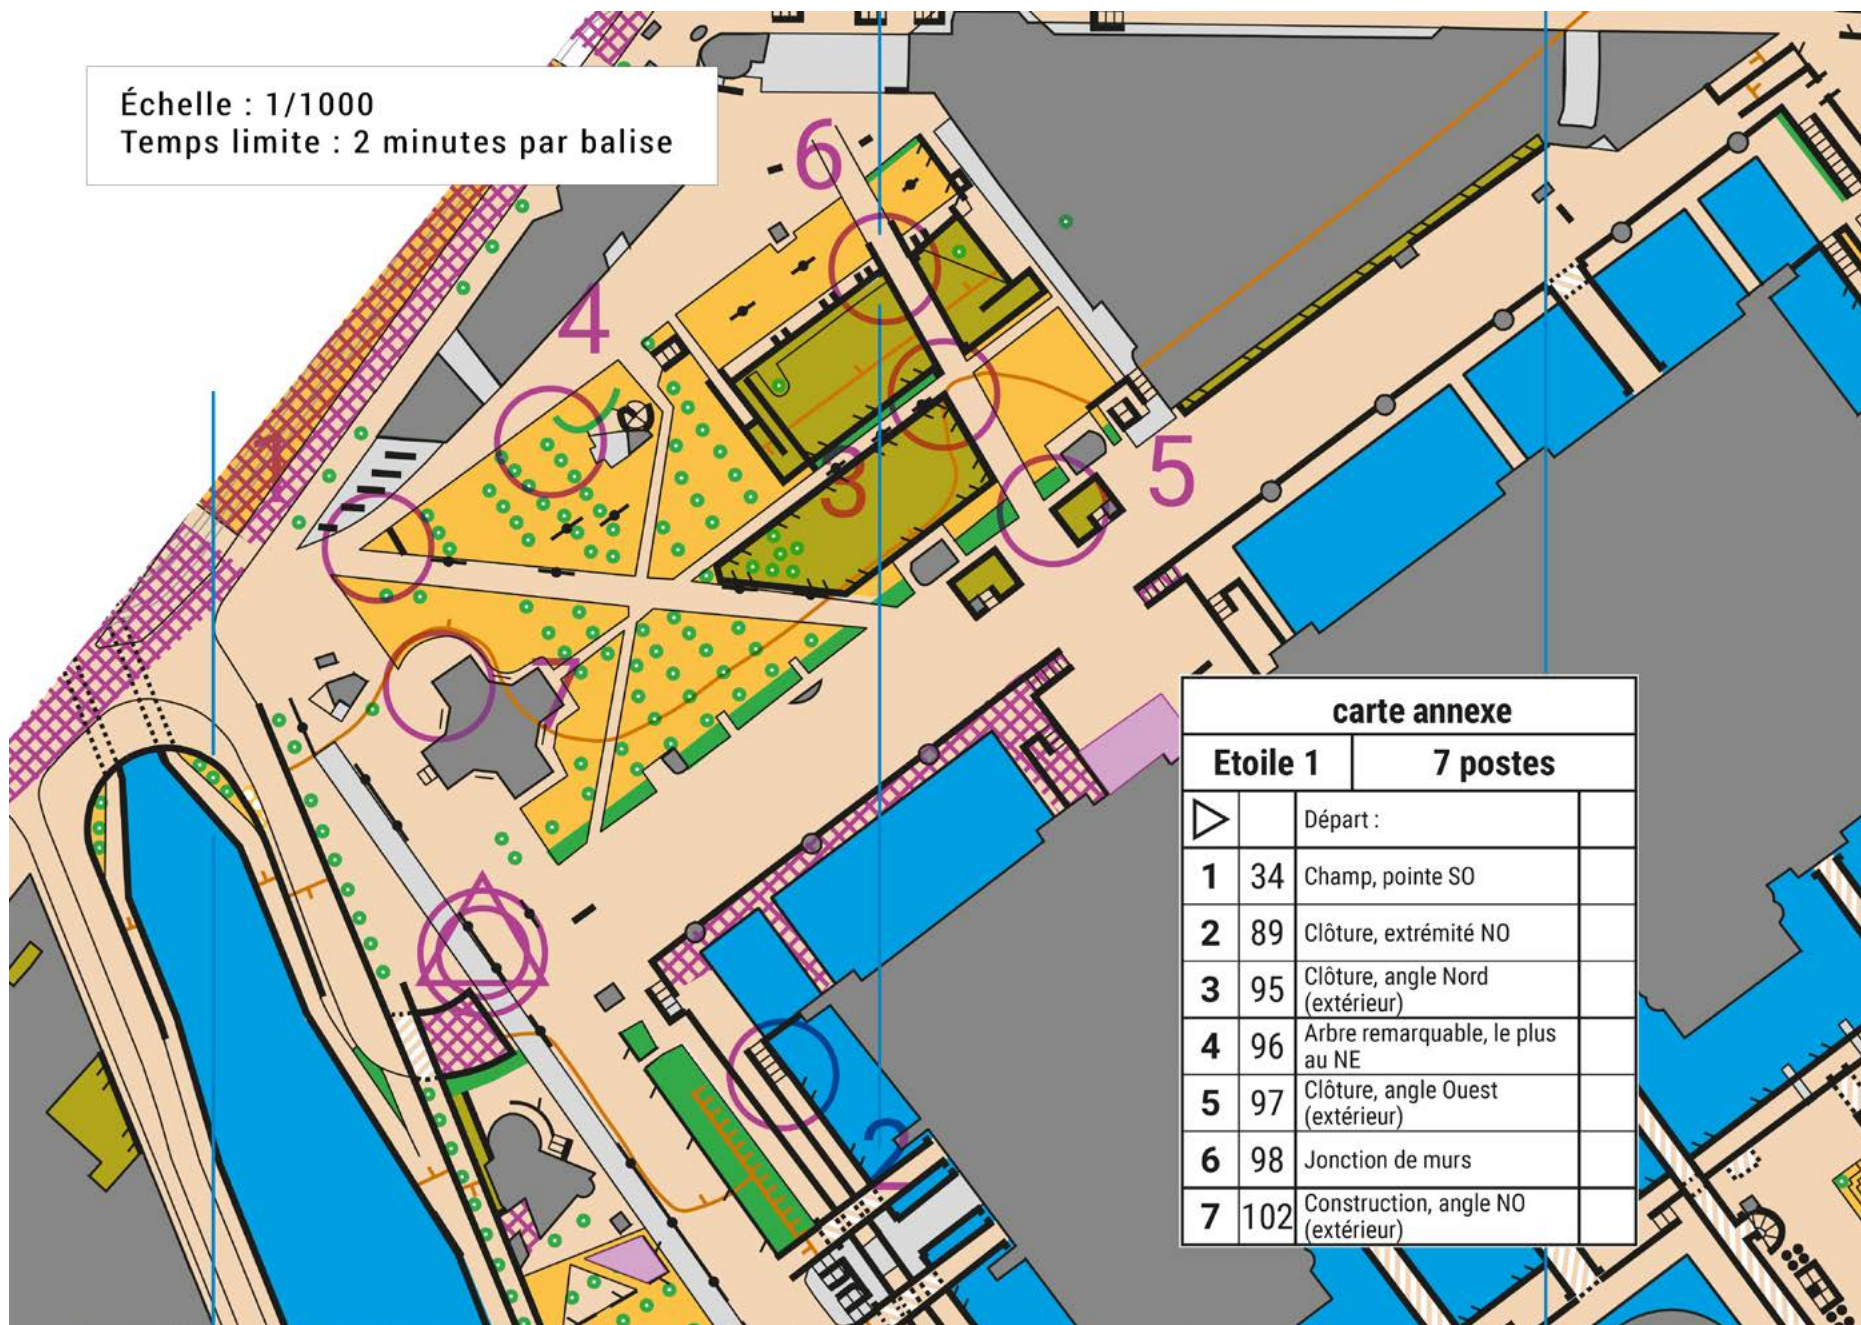 Échelle : 1/1000
Temps limite : 2 minutes par balise
6
4
1
3
5
7
2
carte annexe
Etoile 1 7 postes
Départ :
1 34 Champ, pointe SO
2 89 Clôture, extrémité NO
3 95 Clôture, angle Nord
(extérieur)
4 96 Arbre remarquable, le plus
au NE
5 97 Clôture, angle Ouest
(extérieur)
6 98 Jonction de murs
7 102 Construction, angle NO
(extérieur)